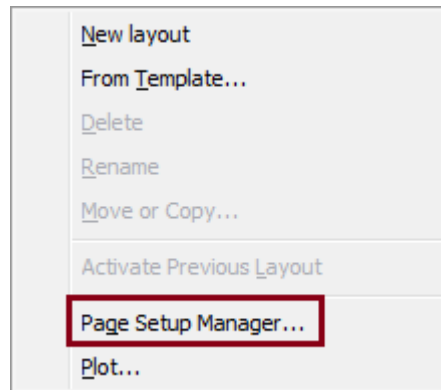 New layout
From Template...
Delete
Rename
Move or Copy...
Activate Previous Layout
Page Setup Manager...
Plot...